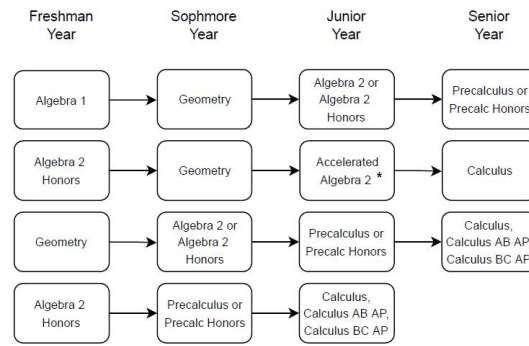 Freshman Year
Sophmore Year
Junior Year
Senior Year
Algebra 1
Geometry
Algebra 2 or
Algebra 2
Honors
Precalculus or
Precalc Honors
Algebra 2
Honors
Geometry
Accelerated
Algebra 2 *
Calculus
Geometry
Algebra 2 or
Algebra 2
Honors
Precalculus or
Precalc Honors
Calculus,
Calculus AB AP,
Calculus BC AP
Algebra 2
Honors
Precalculus or
Precalc Honors
Calculus,
Calculus AB AP,
Calculus BC AP